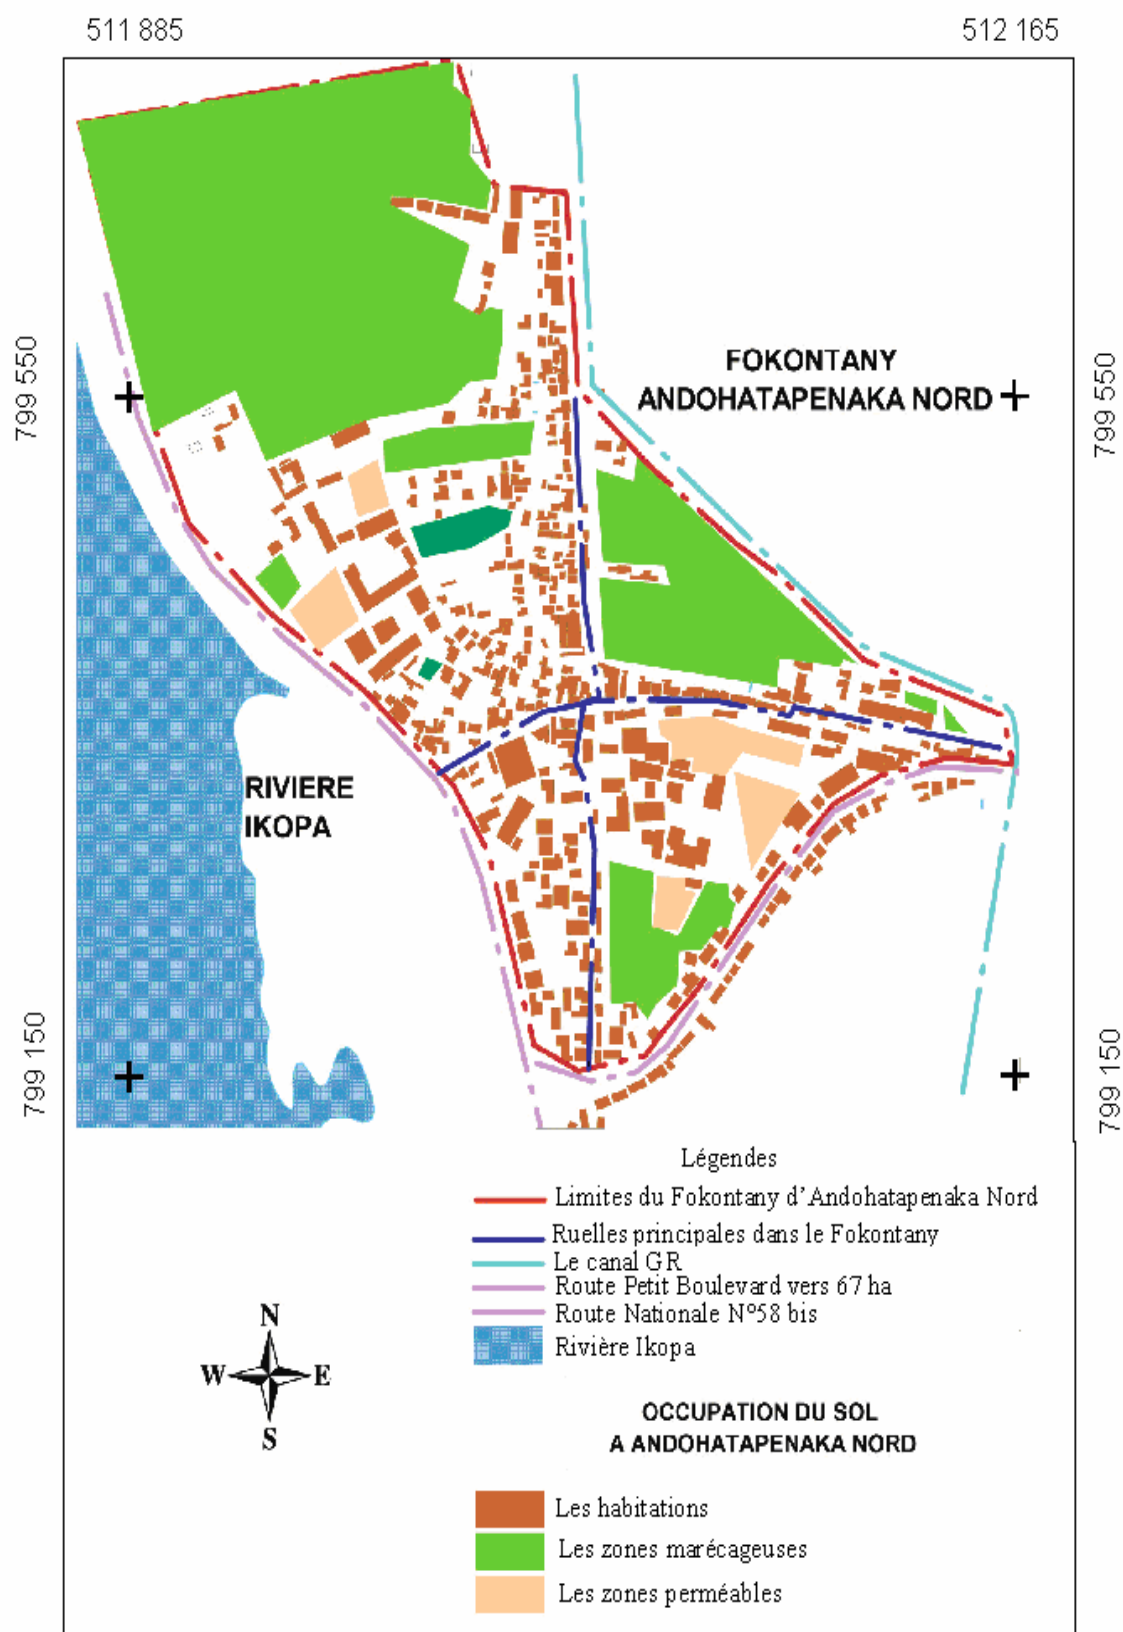 511 885
512 165
799 550
799 550
FOKONTANY
ANDOHATAPENAKA NORD
RIVIERE
IKOPA
799 150
799 150
Légendes
Limites du Fokontany d'Andohatapenaka Nord
Ruelles principales dans le Fokontany
Le canal GR
Route Petit Boulevard vers 67 ha
Route Nationale N°58 bis
Rivière Ikopa
N
W
E
S
OCCUPATION DU SOL
A ANDOHATAPENAKA NORD
Les habitations
Les zones marécageuses
Les zones perméables